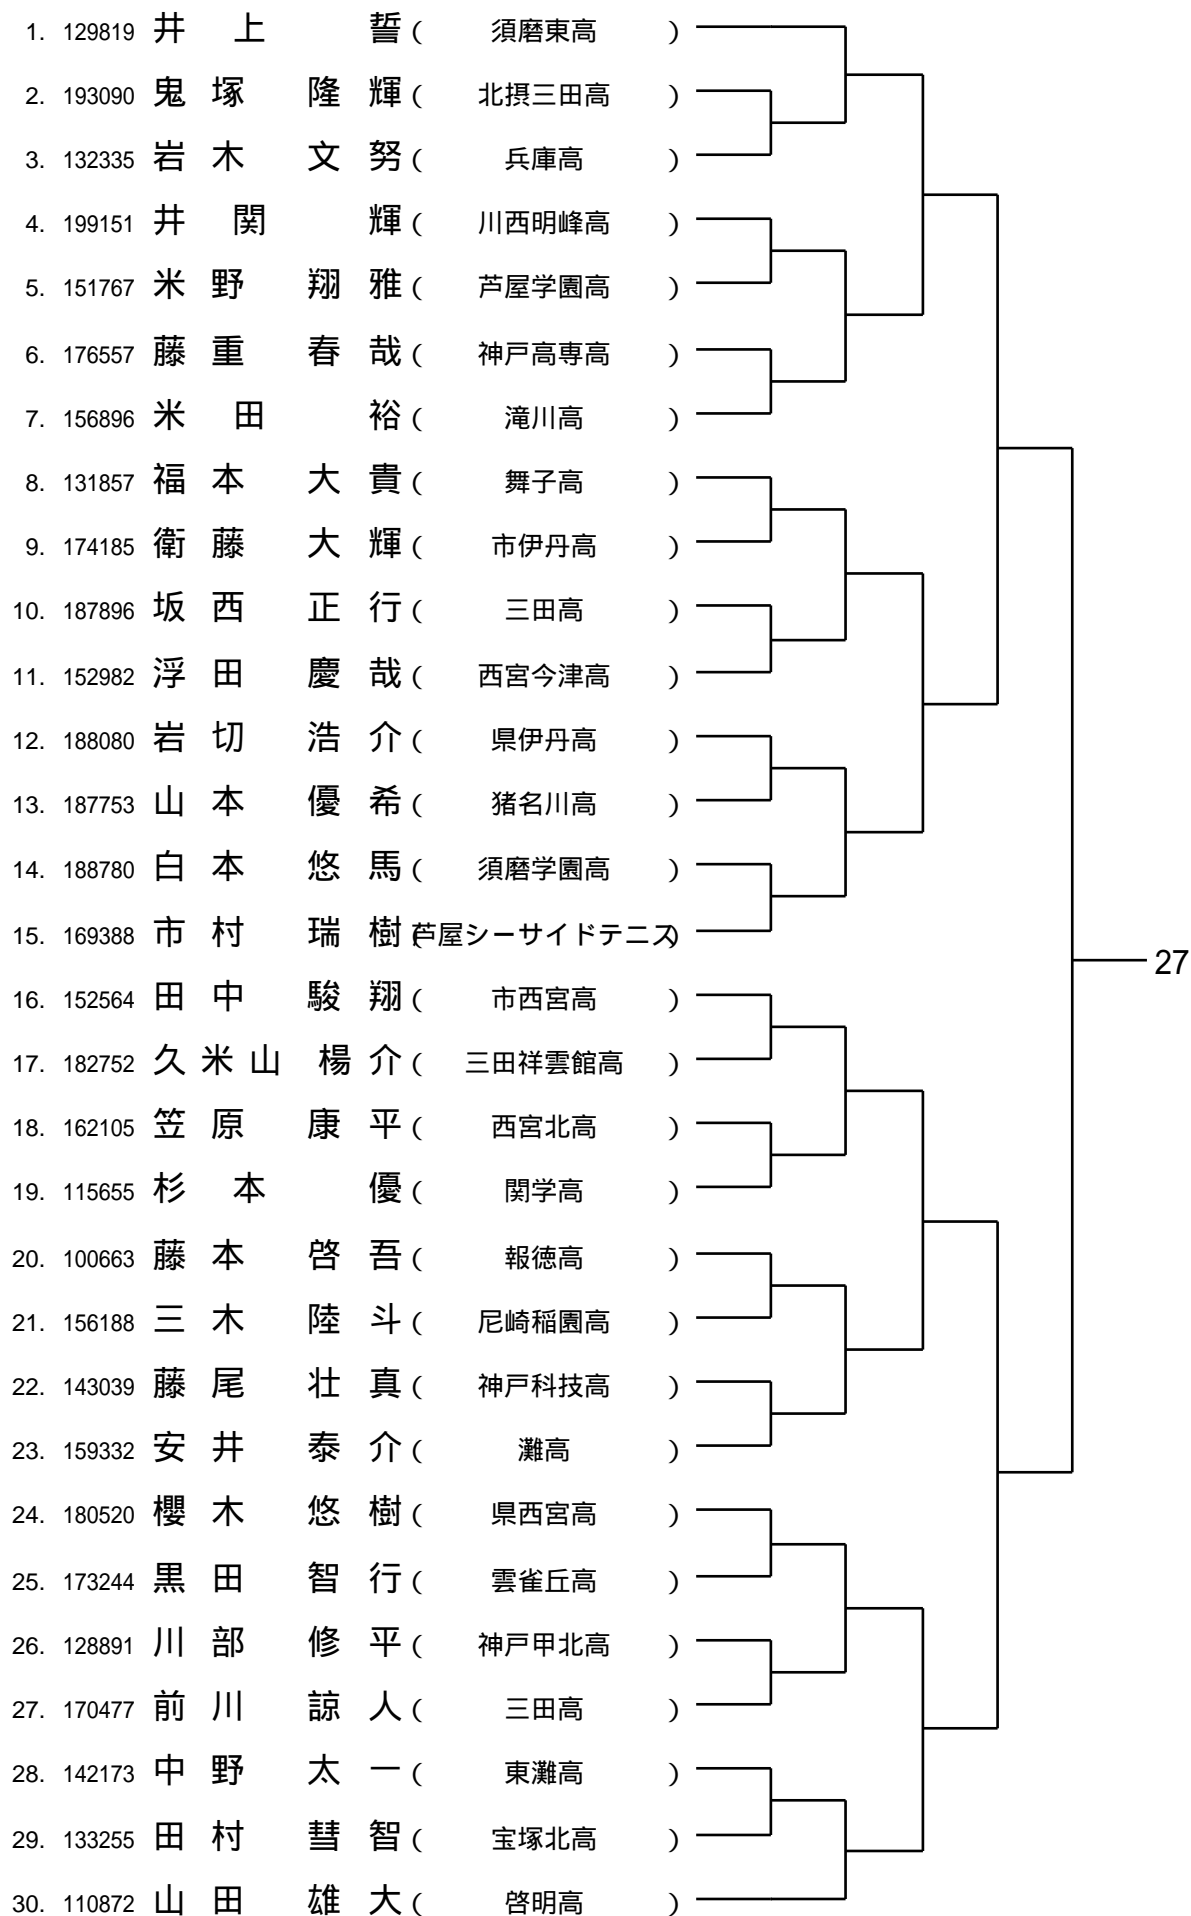 1. 129819 井 上 誓 ( 須磨東高 )
2. 193090 鬼 塚 隆 輝 ( 北摂三田高 )
3. 132335 岩 木 文 努 ( 兵庫高 )
4. 199151 井 関 輝 ( 川西明峰高 )
5. 151767 米 野 翔 雅 ( 芦屋学園高 )
6. 176557 藤 重 春 哉 ( 神戸高専高 )
7. 156896 米 田 裕 ( 滝川高 )
8. 131857 福 本 大 貴 ( 舞子高 )
9. 174185 衛 藤 大 輝 ( 市伊丹高 )
10. 187896 坂 西 正 行 ( 三田高 )
11. 152982 浮 田 慶 哉 ( 西宮今津高 )
12. 188080 岩 切 浩 介 ( 県伊丹高 )
13. 187753 山 本 優 希 ( 猪名川高 )
14. 188780 白 本 悠 馬 ( 須磨学園高 )
15. 169388 市 村 瑞 樹 ( 芦屋シーサイドテニス )
27
16. 152564 田 中 駿 翔 ( 市西宮高 )
17. 182752 久 米 山 楊 介 ( 三田祥雲館高 )
18. 162105 笠 原 康 平 ( 西宮北高 )
19. 115655 杉 本 優 ( 関学高 )
20. 100663 藤 本 啓 吾 ( 報徳高 )
21. 156188 三 木 陸 斗 ( 尼崎稲園高 )
22. 143039 藤 尾 壮 真 ( 神戸科技高 )
23. 159332 安 井 泰 介 ( 灘高 )
24. 180520 櫻 木 悠 樹 ( 県西宮高 )
25. 173244 黒 田 智 行 ( 雲雀丘高 )
26. 128891 川 部 修 平 ( 神戸甲北高 )
27. 170477 前 川 諒 人 ( 三田高 )
28. 142173 中 野 太 一 ( 東灘高 )
29. 133255 田 村 彗 智 ( 宝塚北高 )
30. 110872 山 田 雄 大 ( 啓明高 )